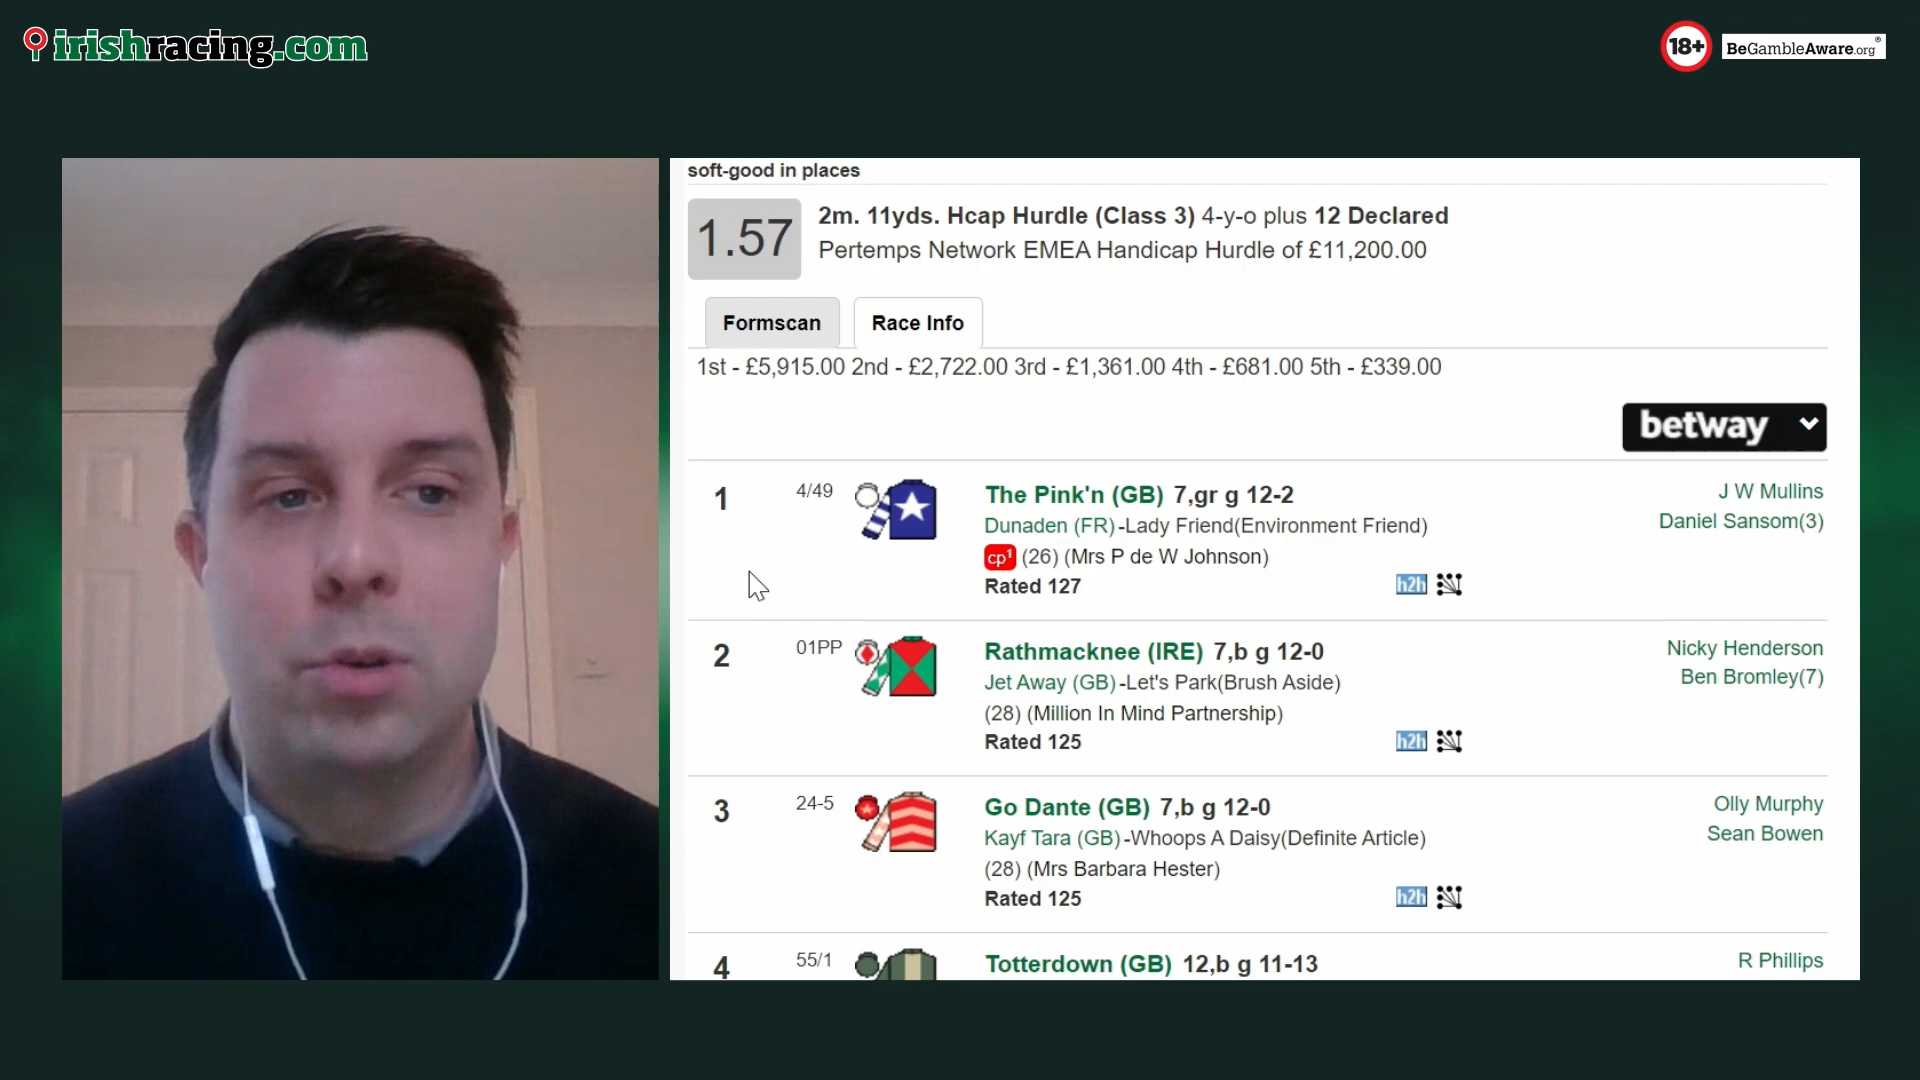 irishracing.com
18+ BeGambleAware.org®
soft-good in places
1.57
2m. 11yds. Hcap Hurdle (Class 3) 4-y-o plus 12 Declared
Pertemps Network EMEA Handicap Hurdle of £11,200.00
Formscan Race Info
1st - £5,915.00 2nd - £2,722.00 3rd - £1,361.00 4th - £681.00 5th - £339.00
betway
1 4/49 The Pink'n (GB) 7,gr g 12-2 J W Mullins
Dunaden (FR)-Lady Friend(Environment Friend) Daniel Sansom(3)
cp¹ (26) (Mrs P de W Johnson)
Rated 127 h2h
2 01PP Rathmacknee (IRE) 7,b g 12-0 Nicky Henderson
Jet Away (GB)-Let's Park(Brush Aside) Ben Bromley(7)
(28) (Million In Mind Partnership)
Rated 125 h2h
3 24-5 Go Dante (GB) 7,b g 12-0 Olly Murphy
Kayf Tara (GB)-Whoops A Daisy(Definite Article) Sean Bowen
(28) (Mrs Barbara Hester)
Rated 125 h2h
4 55/1 Totterdown (GB) 12,b g 11-13 R Phillips